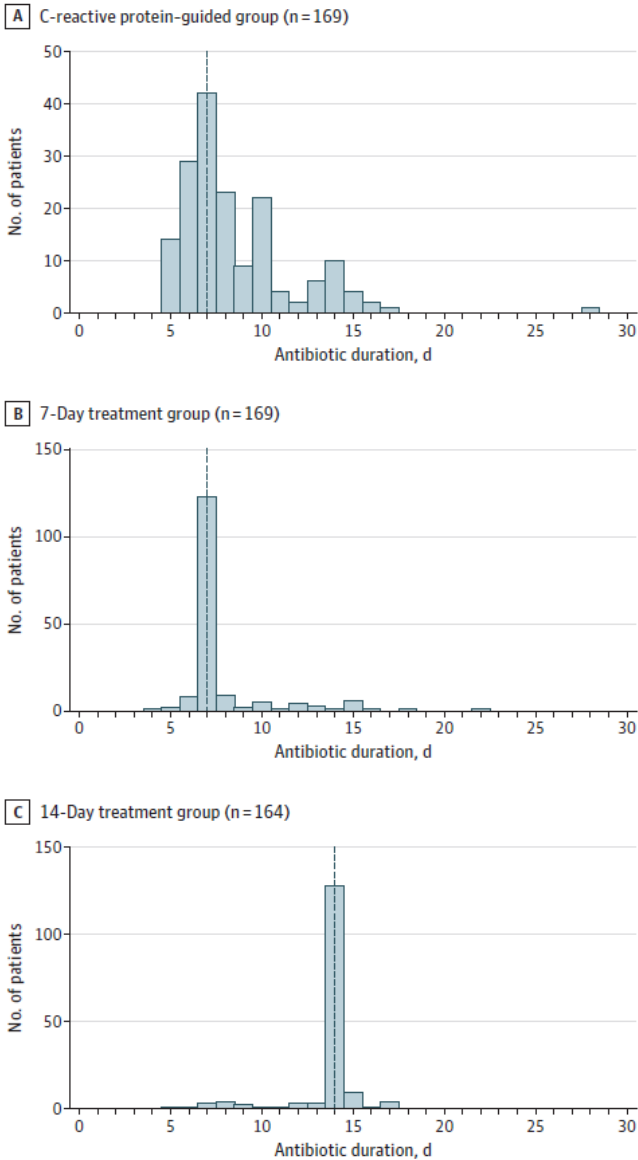 A C-reactive protein-guided group (n=169)
50
40
30
20
10
0
No. of patients
0 5 10 15 20 25 30
Antibiotic duration, d
B 7-Day treatment group (n=169)
150
100
50
0
No. of patients
0 5 10 15 20 25 30
Antibiotic duration, d
C 14-Day treatment group (n=164)
150
100
50
0
No. of patients
0 5 10 15 20 25 30
Antibiotic duration, d